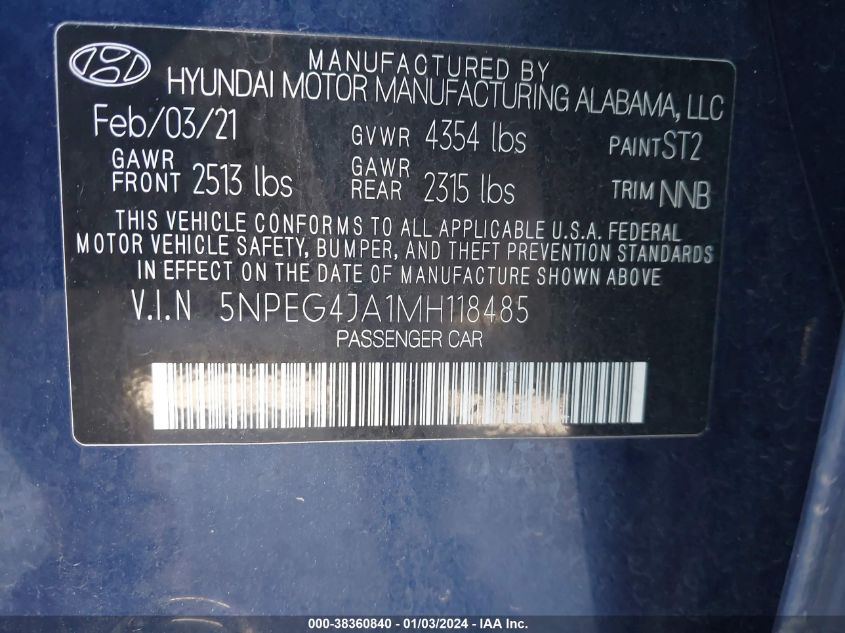 MANUFACTURED BY
HYUNDAI MOTOR MANUFACTURING ALABAMA, LLC
Feb/03/21 GVWR 4354 lbs PAINT ST2
GAWR FRONT 2513 lbs GAWR REAR 2315 lbs TRIM NNB
THIS VEHICLE CONFORMS TO ALL APPLICABLE U.S.A. FEDERAL
MOTOR VEHICLE SAFETY, BUMPER, AND THEFT PREVENTION STANDARDS
IN EFFECT ON THE DATE OF MANUFACTURE SHOWN ABOVE
V.I.N 5NPEG4JA1MH118485
PASSENGER CAR
000-38360840 - 01/03/2024 - IAA Inc.